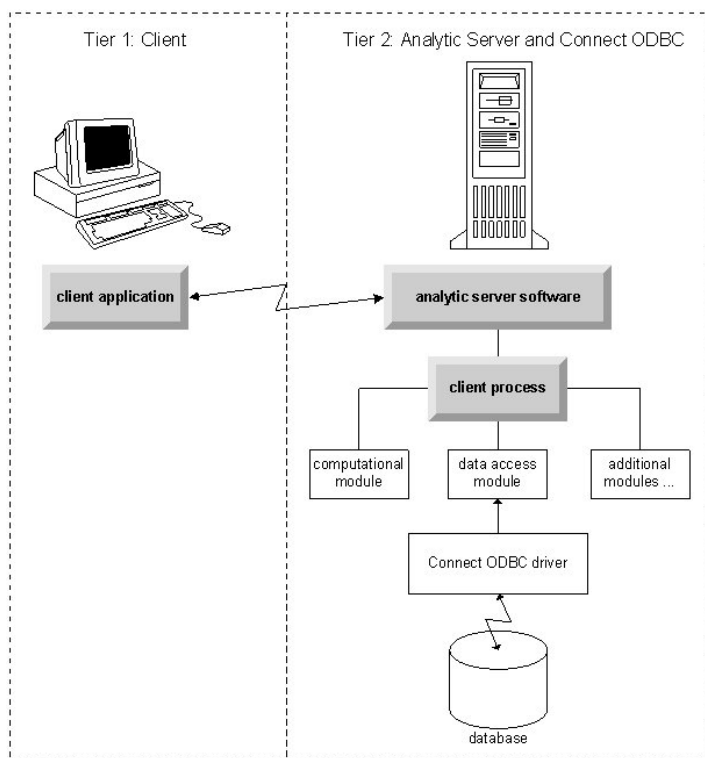 Tier 1: Client
Tier 2: Analytic Server and Connect ODBC
client application
analytic server software
client process
computational
module
data access
module
additional
modules ...
Connect ODBC driver
database